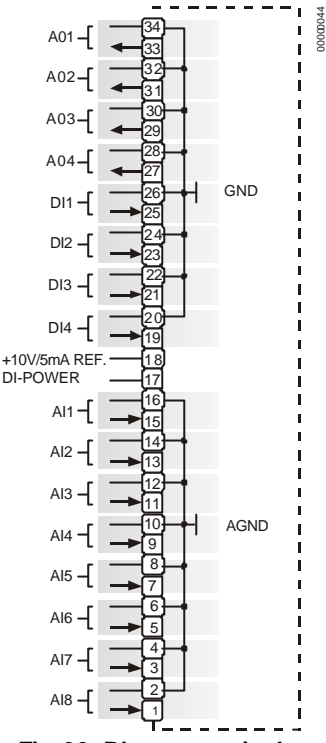 00000044
A01
34
33
A02
32
31
A03
30
29
A04
28
27
DI1
26
GND
25
DI2
24
23
DI3
22
21
DI4
20
19
+10V/5mA REF.
18
DI-POWER
17
AI1
16
15
AI2
14
13
AI3
12
11
AI4
10
AGND
9
AI5
8
7
AI6
6
5
AI7
4
3
AI8
2
1